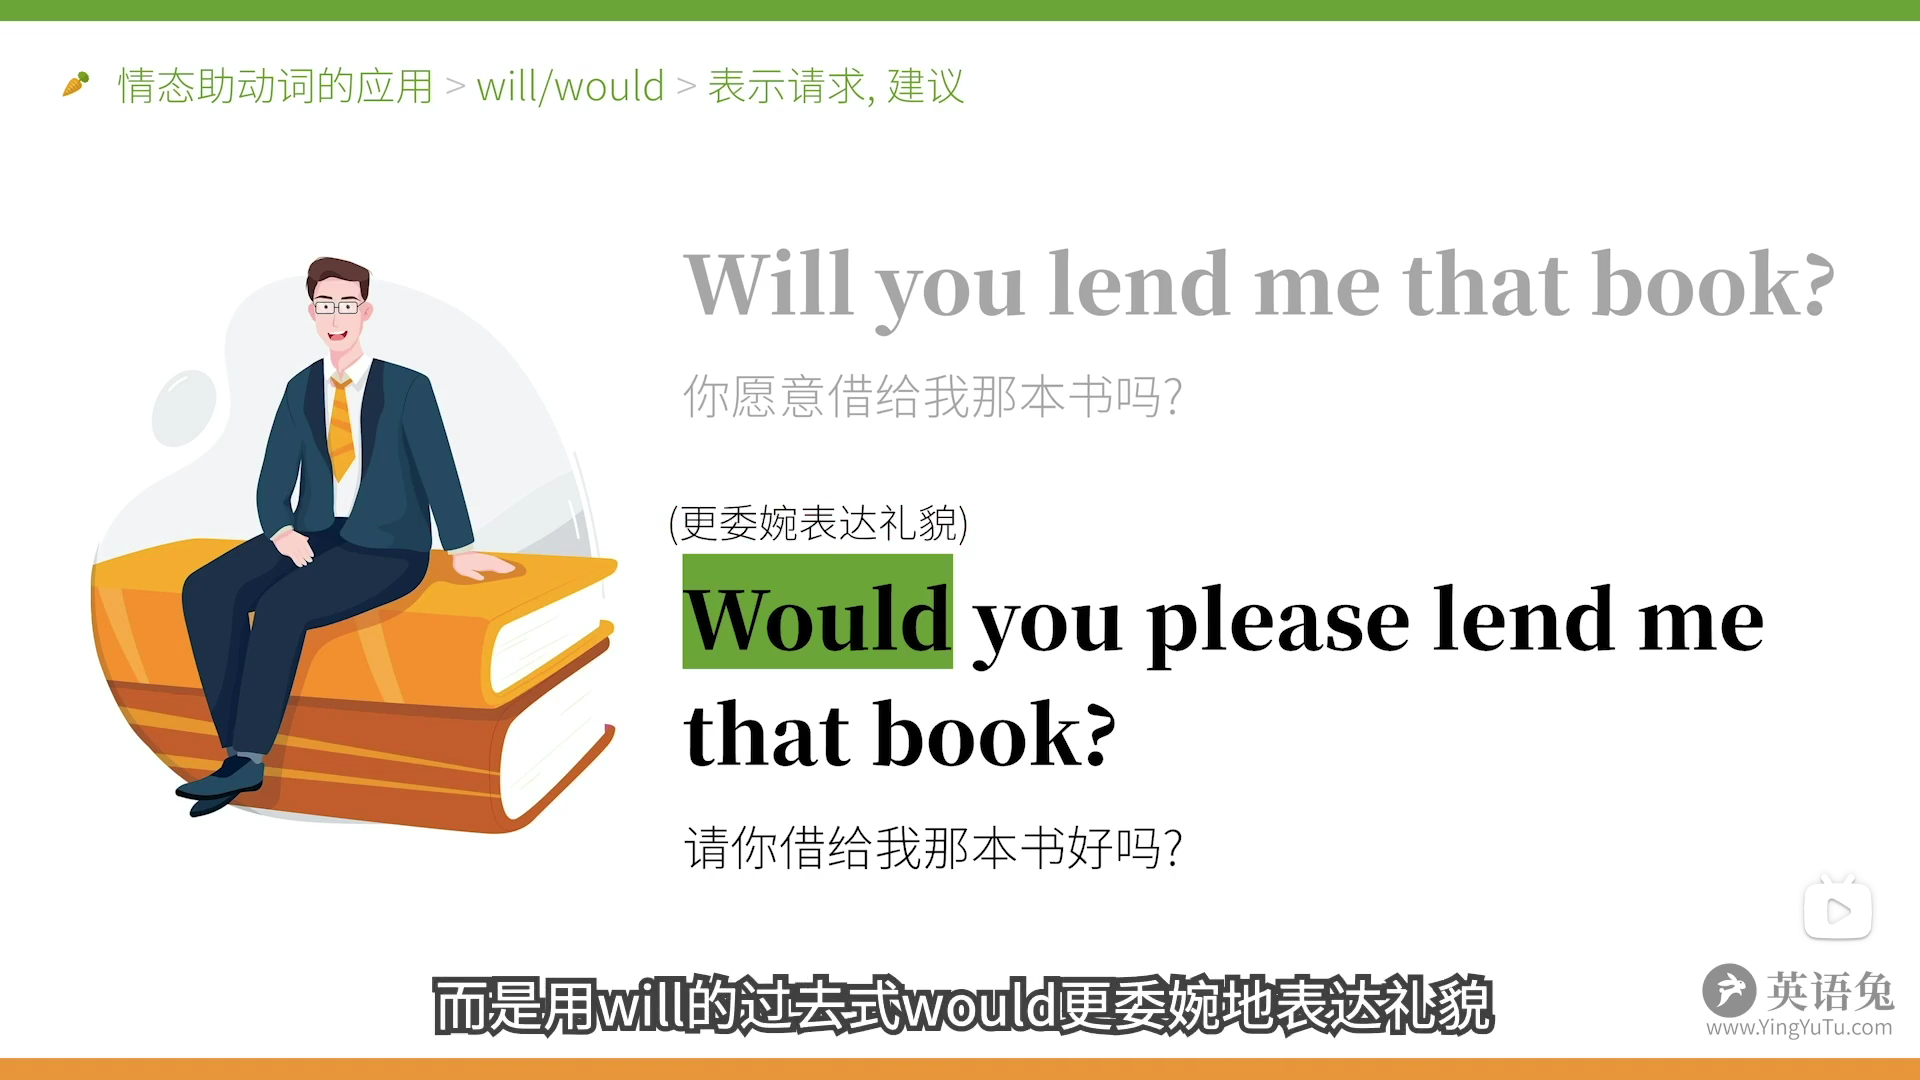 情态助动词的应用 > will/would > 表示请求, 建议
Will you lend me that book?
你愿意借给我那本书吗?
(更委婉表达礼貌)
Would you please lend me
that book?
请你借给我那本书好吗?
而是用will的过去式would更委婉地表达礼貌
英语兔
www.YingYuTu.com